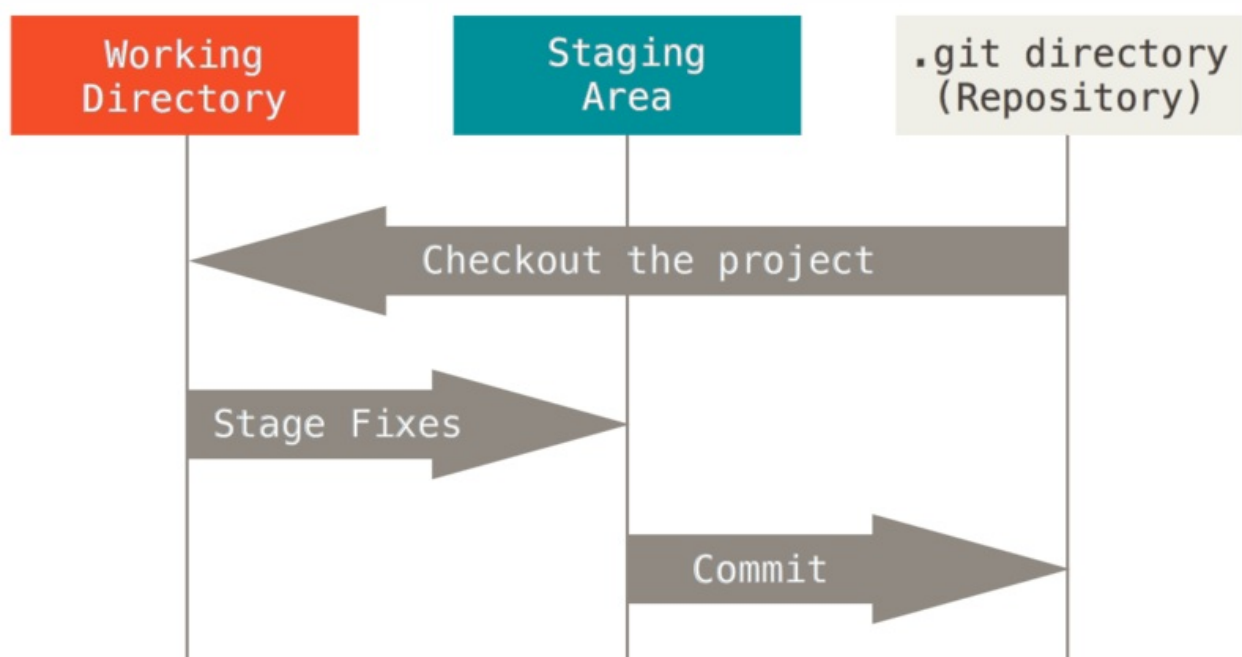 Working
Directory
Staging
Area
.git directory
(Repository)
Checkout the project
Stage Fixes
Commit